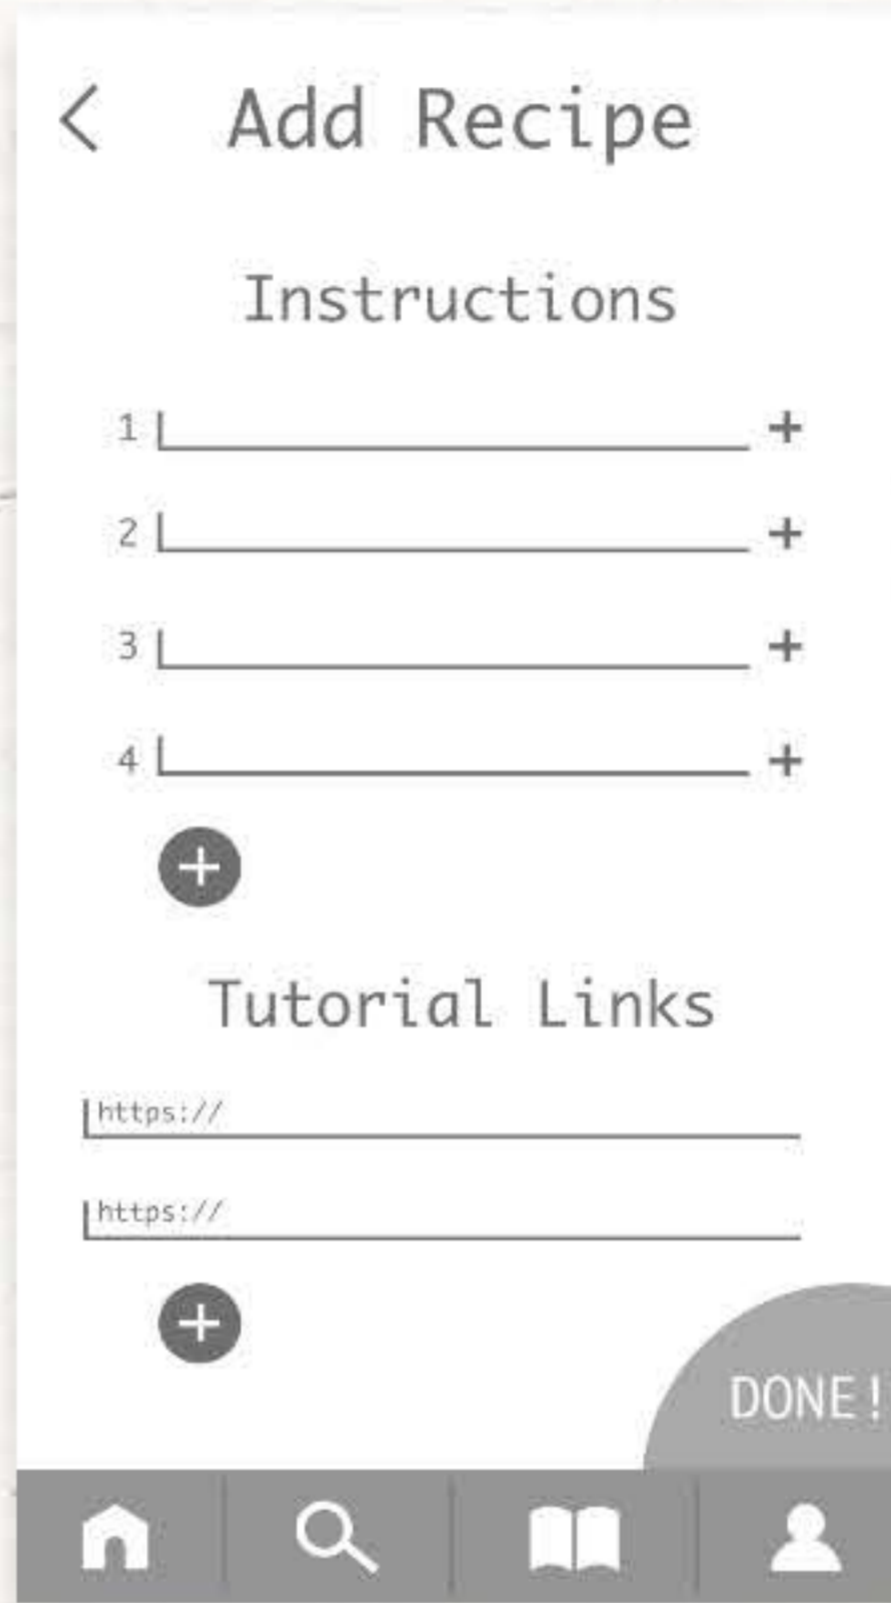 Add Recipe
Instructions
1
2
3
4
Tutorial Links
https://
https://
DONE!